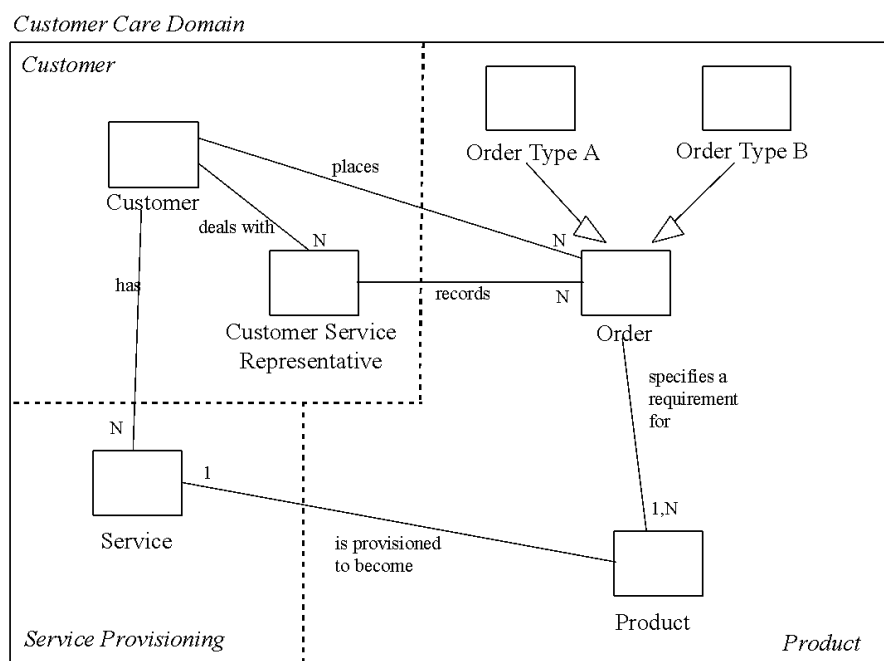 Customer Care Domain
Customer
Order Type A
Order Type B
places
Customer
deals with
N
N
has
records
N
Customer Service
Representative
Order
specifies a
requirement
for
N
1
1,N
Service
is provisioned
to become
Product
Service Provisioning
Product